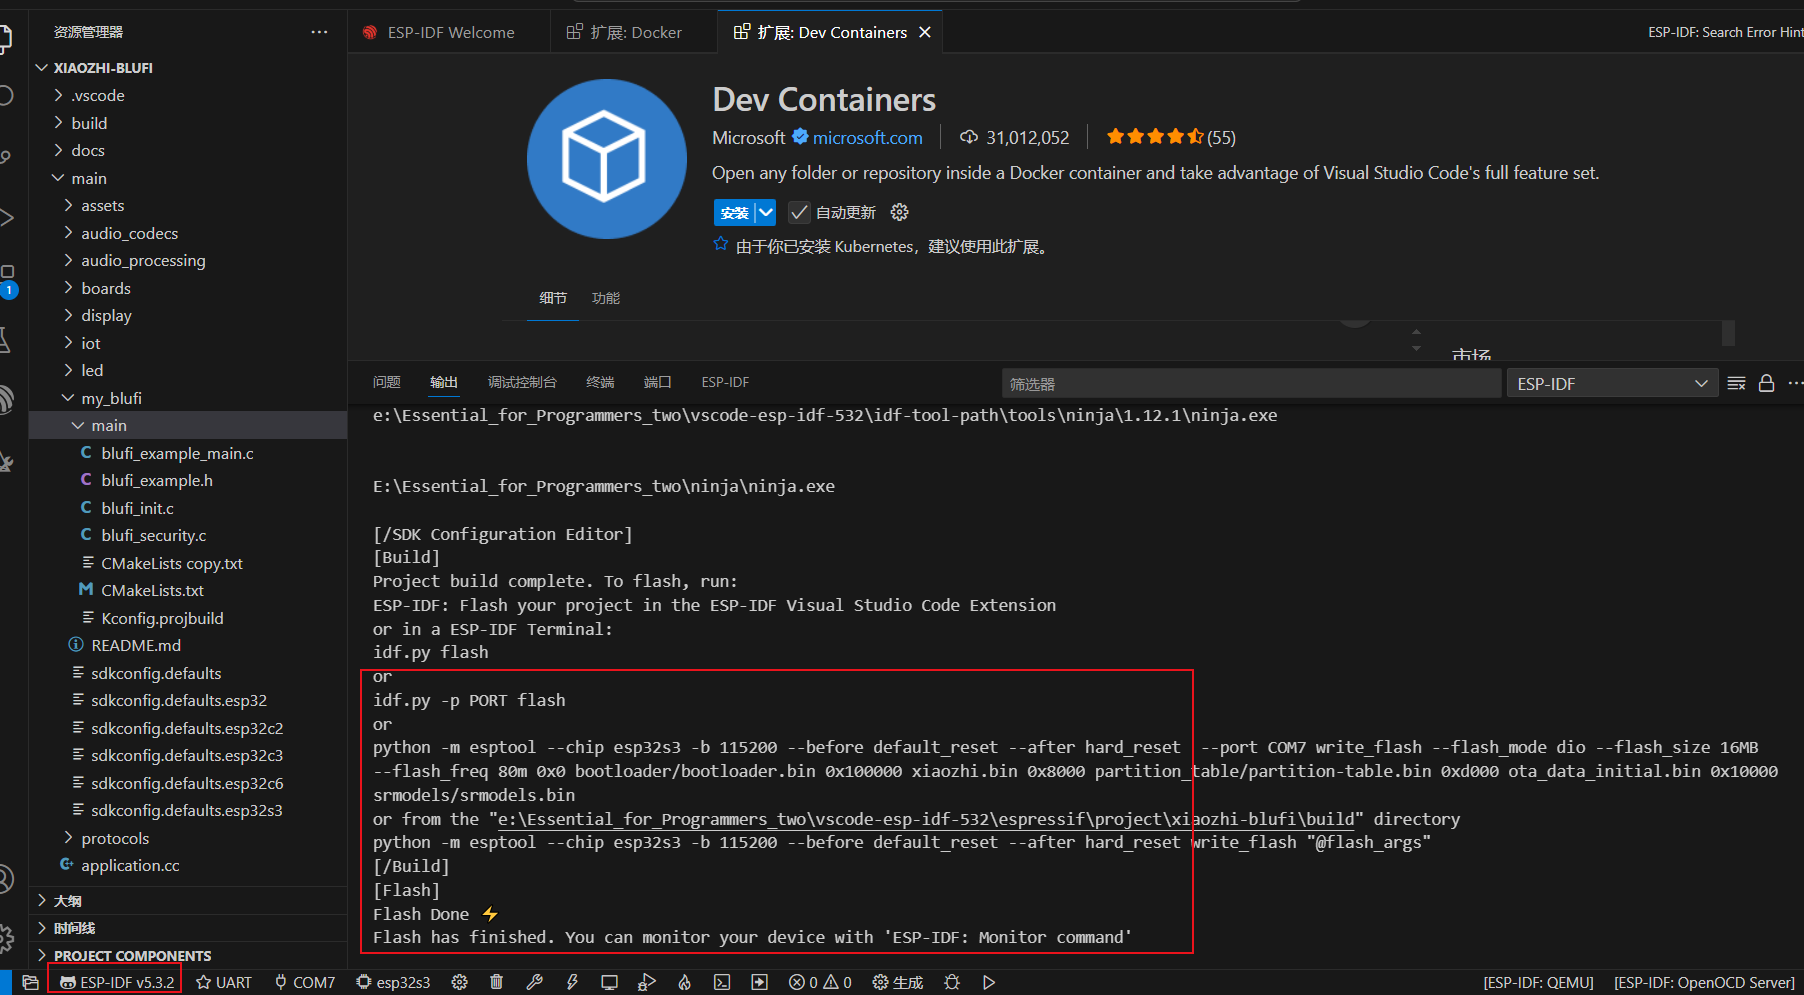 资源管理器
ESP-IDF Welcome
扩展: Docker
扩展: Dev Containers
ESP-IDF: Search Error Hint
XIAOZHI-BLUFI
.vscode
build
docs
main
assets
audio_codecs
audio_processing
boards
display
iot
led
my_blufi
main
blufi_example_main.c
blufi_example.h
blufi_init.c
blufi_security.c
CMakeLists copy.txt
CMakeLists.txt
Kconfig.projbuild
README.md
sdkconfig.defaults
sdkconfig.defaults.esp32
sdkconfig.defaults.esp32c2
sdkconfig.defaults.esp32c3
sdkconfig.defaults.esp32c6
sdkconfig.defaults.esp32s3
protocols
application.cc
大纲
时间线
PROJECT COMPONENTS
1
Dev Containers
Microsoft microsoft.com 31,012,052 (55)
Open any folder or repository inside a Docker container and take advantage of Visual Studio Code's full feature set.
安装 自动更新
由于你已安装 Kubernetes，建议使用此扩展。
细节 功能
市场
问题 输出 调试控制台 终端 端口 ESP-IDF 筛选器 ESP-IDF
e:\Essential_for_Programmers_two\vscode-esp-idf-532\idf-tool-path\tools\ninja\1.12.1\ninja.exe
E:\Essential_for_Programmers_two\ninja\ninja.exe
[/SDK Configuration Editor]
[Build]
Project build complete. To flash, run:
ESP-IDF: Flash your project in the ESP-IDF Visual Studio Code Extension
or in a ESP-IDF Terminal:
idf.py flash
or
idf.py -p PORT flash
or
python -m esptool --chip esp32s3 -b 115200 --before default_reset --after hard_reset --port COM7 write_flash --flash_mode dio --flash_size 16MB
--flash_freq 80m 0x0 bootloader/bootloader.bin 0x100000 xiaozhi.bin 0x8000 partition_table/partition-table.bin 0xd000 ota_data_initial.bin 0x10000
srmodels/srmodels.bin
or from the "e:\Essential_for_Programmers_two\vscode-esp-idf-532\espressif\project\xiaozhi-blufi\build" directory
python -m esptool --chip esp32s3 -b 115200 --before default_reset --after hard_reset write_flash "@flash_args"
[/Build]
[Flash]
Flash Done ⚡
Flash has finished. You can monitor your device with 'ESP-IDF: Monitor command'
ESP-IDF v5.3.2 UART COM7 esp32s3 0 0 生成 [ESP-IDF: QEMU] [ESP-IDF: OpenOCD Server]